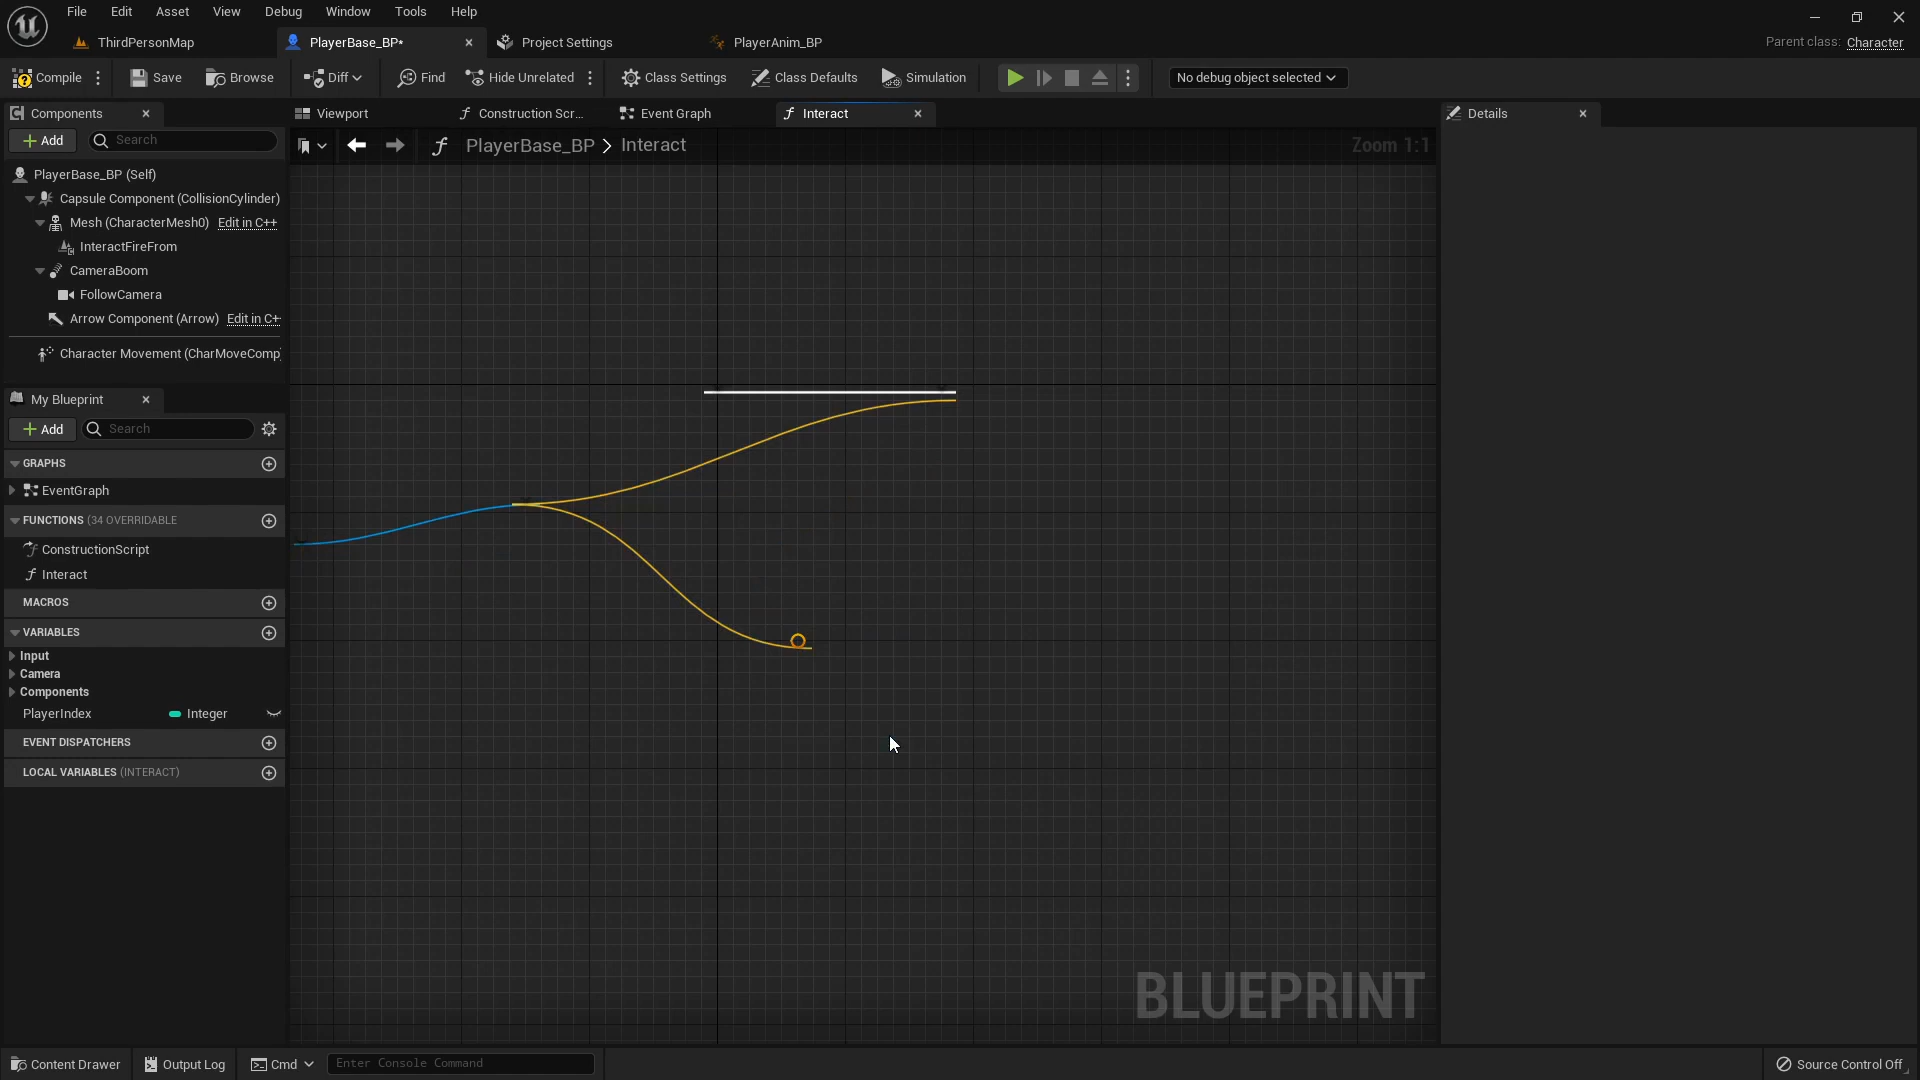 File Edit Asset View Debug Window Tools Help
ThirdPersonMap PlayerBase_BP* Project Settings PlayerAnim_BP
Parent class: Character
Compile Save Browse Diff Find Hide Unrelated Class Settings Class Defaults Simulation No debug object selected
Components Viewport Construction Scr... Event Graph Interact Details
Add Search
PlayerBase_BP > Interact Zoom 1:1
PlayerBase_BP (Self)
Capsule Component (CollisionCylinder)
Mesh (CharacterMesh0) Edit in C++
InteractFireFrom
CameraBoom
FollowCamera
Arrow Component (Arrow) Edit in C+
Character Movement (CharMoveComp)
My Blueprint
Add Search
GRAPHS
EventGraph
FUNCTIONS (34 OVERRIDABLE
ConstructionScript
Interact
MACROS
VARIABLES
Input
Camera
Components
PlayerIndex Integer
EVENT DISPATCHERS
LOCAL VARIABLES (INTERACT)
BLUEPRINT
Content Drawer Output Log Cmd Enter Console Command Source Control Off